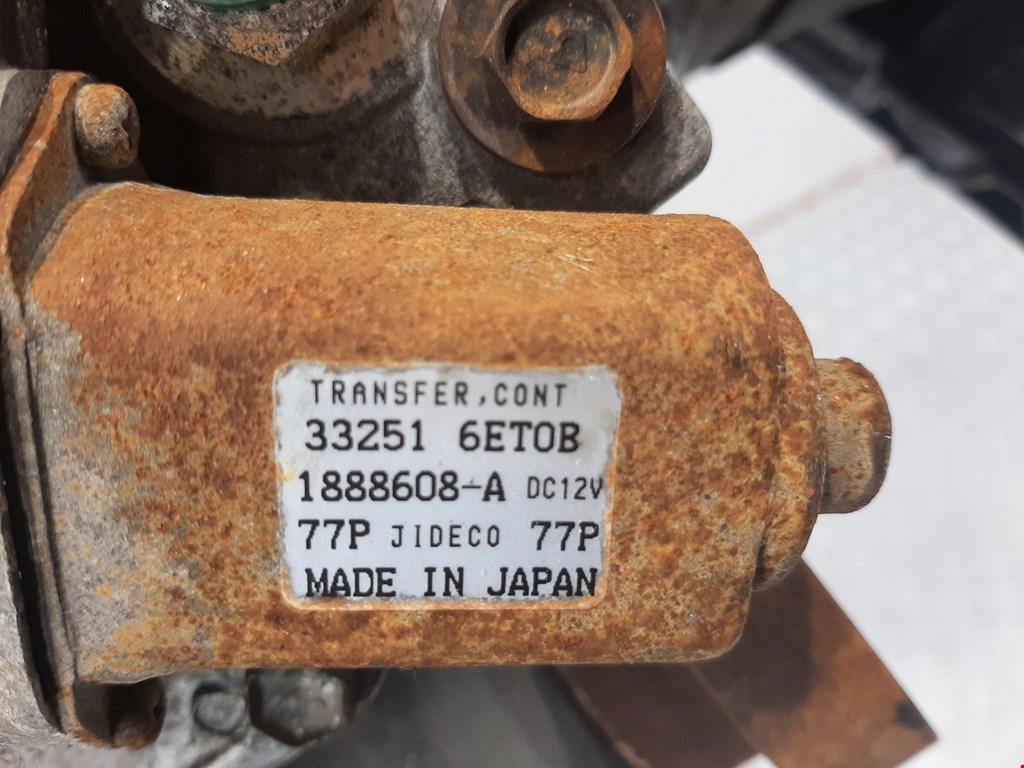 TRANSFER,CONT
33251 6ET0B
1888608-A DC12V
77P JIDECO 77P
MADE IN JAPAN